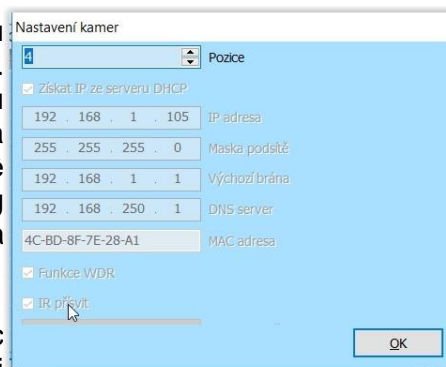 Nastavení kamer
4 Pozice
Získat IP ze serveru DHCP
192 . 168 . 1 . 105 IP adresa
255 . 255 . 255 . 0 Maska podsítě
192 . 168 . 1 . 1 Výchozí brána
192 . 168 . 250 . 1 DNS server
4C-BD-8F-7E-28-A1 MAC adresa
Funkce WDR
IR přísvit
OK